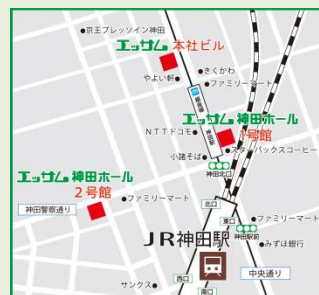 ●京王プレッソイン神田
エッサム 本社ビル
やよい軒●
●きくかわ
●ファミリーマート
エッサム 神田ホール
1号館
NTTドコモ●
●スターバックスコーヒー
小諸そば●
神田北口
エッサム 神田ホール
2号館
●ファミリーマート
神田警察通り
北口
東口
●ファミリーマート
神田駅前
JR神田駅
●みずほ銀行
中央通り
西口
サンクス●
南口